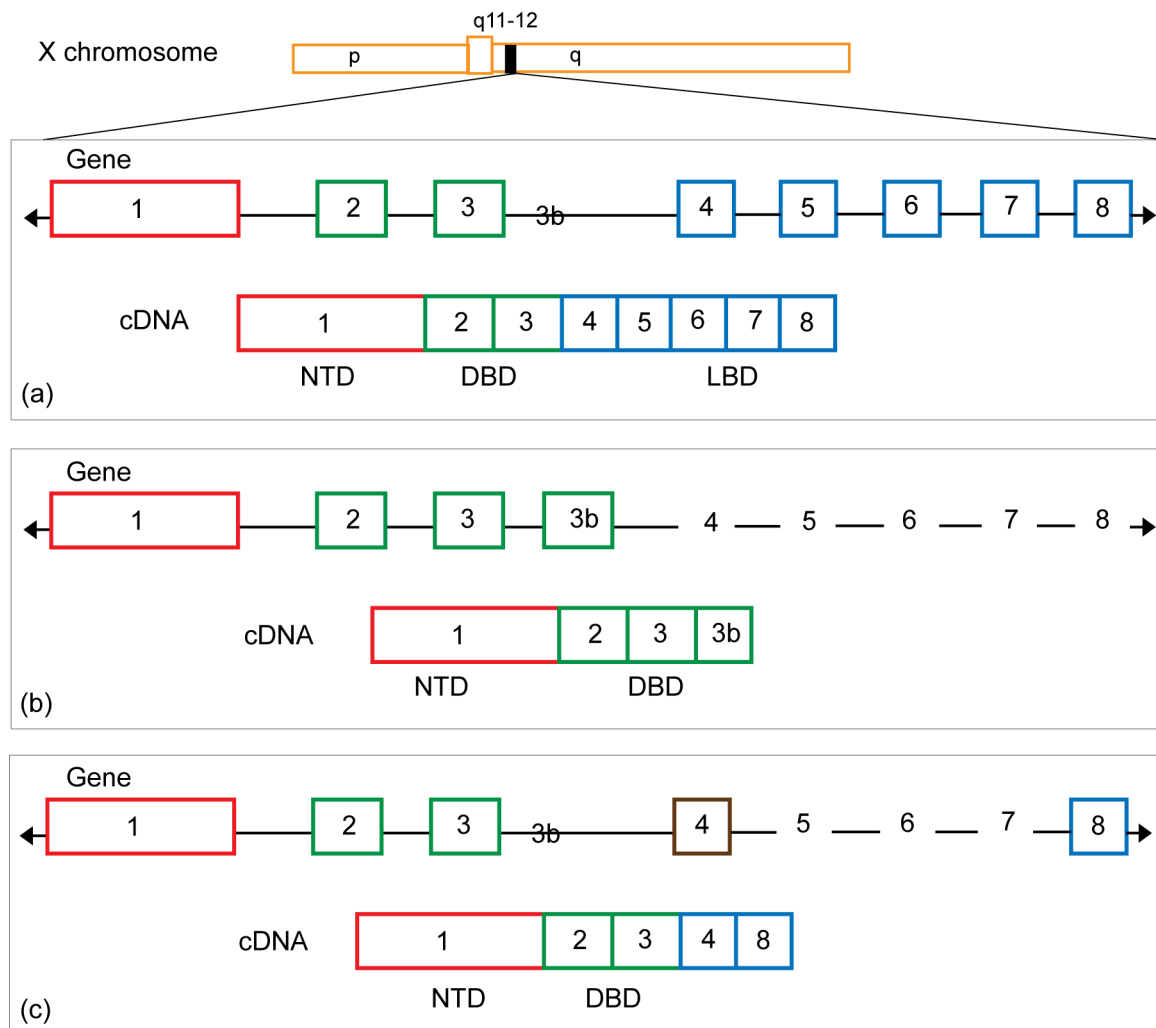 q11-12
X chromosome p q
Gene
1 2 3 3b 4 5 6 7 8
cDNA 1 2 3 4 5 6 7 8
NTD DBD LBD
(a)
Gene
1 2 3 3b 4 5 6 7 8
cDNA 1 2 3 3b
NTD DBD
(b)
Gene
1 2 3 3b 4 5 6 7 8
cDNA 1 2 3 4 8
NTD DBD
(c)